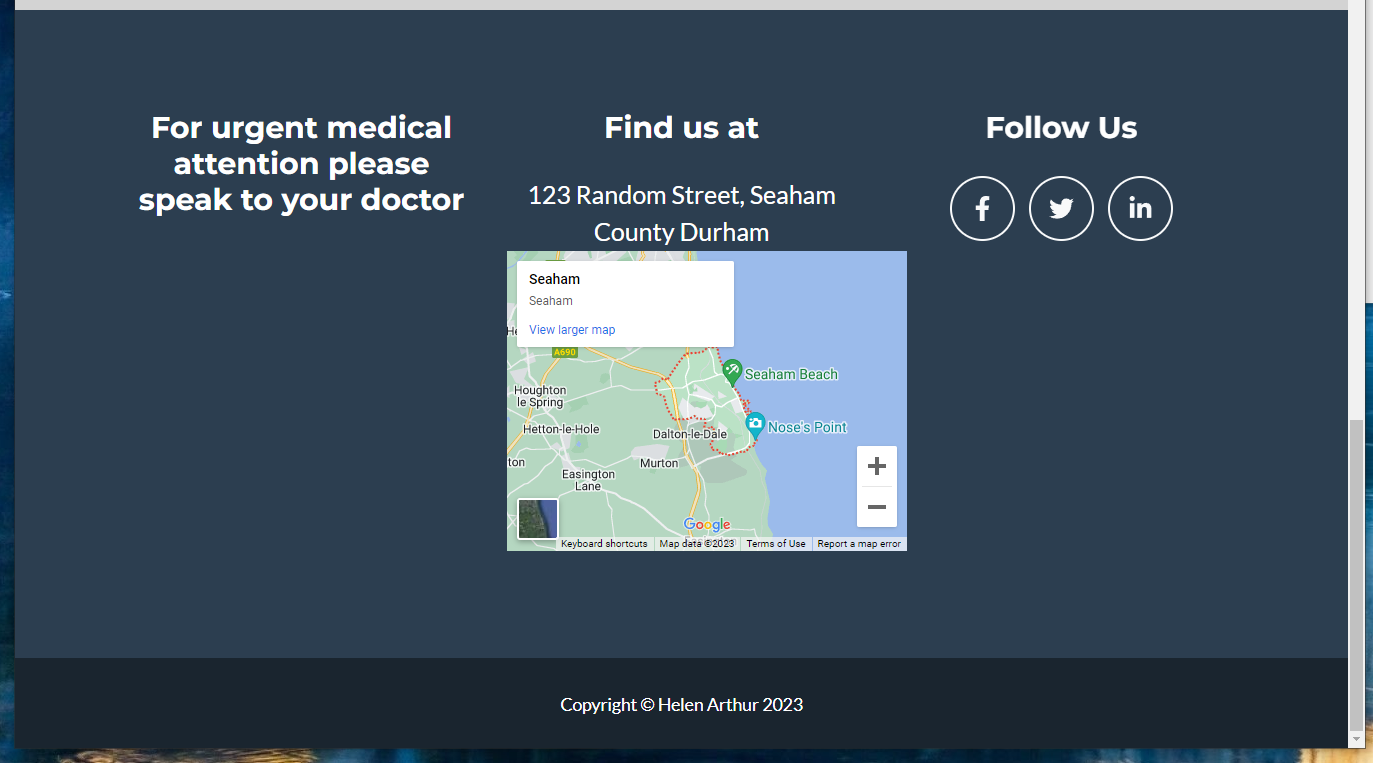 For urgent medical
attention please
speak to your doctor
Find us at
123 Random Street, Seaham
County Durham
Seaham
Seaham
View larger map
A690
Seaham Beach
Houghton
le Spring
Nose's Point
Hetton-le-Hole
Dalton-le-Dale
ton
Murton
Easington
Lane
Google
Keyboard shortcuts
Map data ©2023
Terms of Use
Report a map error
Follow Us
Copyright © Helen Arthur 2023